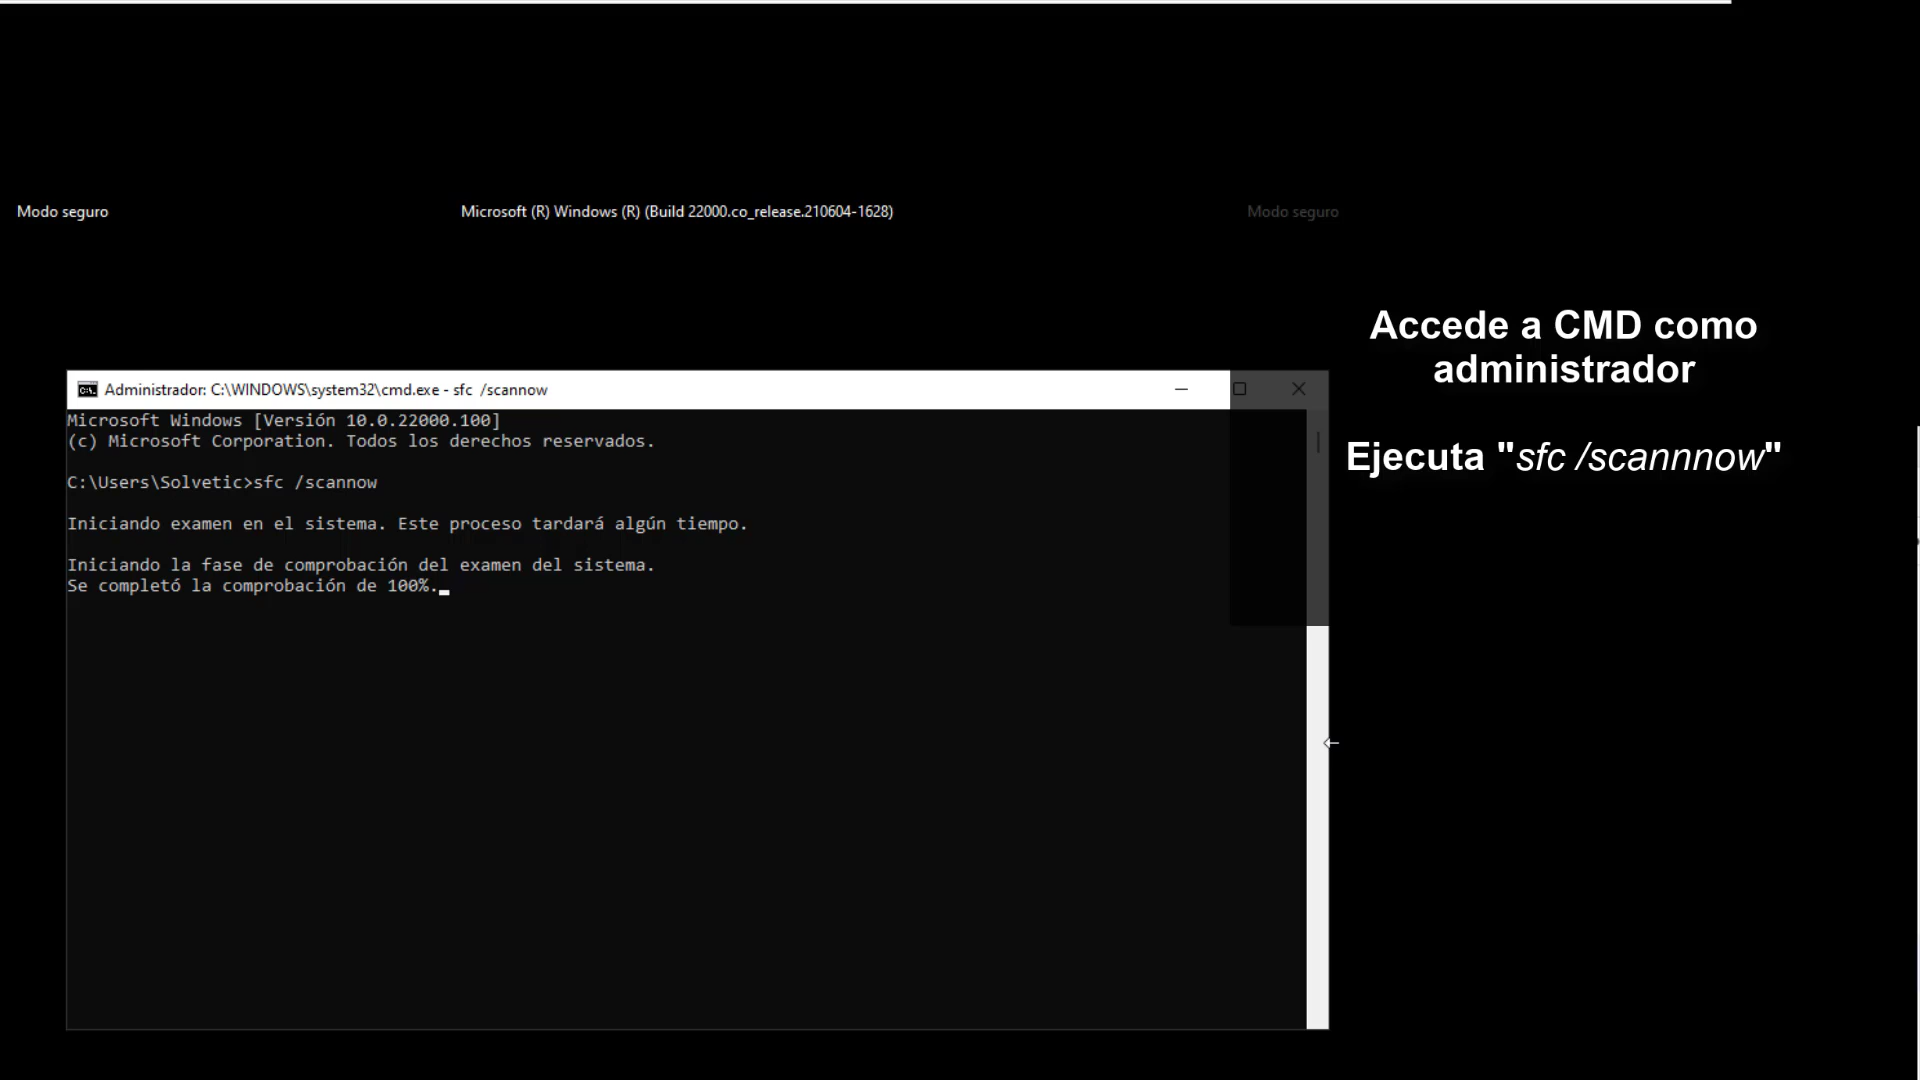 Modo seguro
Microsoft (R) Windows (R) (Build 22000.co_release.210604-1628)
Modo seguro
Accede a CMD como
administrador
Ejecuta "sfc /scannnow"
Administrador: C:\WINDOWS\system32\cmd.exe - sfc /scannow
Microsoft Windows [Versión 10.0.22000.100]
(c) Microsoft Corporation. Todos los derechos reservados.
C:\Users\Solvetic>sfc /scannow
Iniciando examen en el sistema. Este proceso tardará algún tiempo.
Iniciando la fase de comprobación del examen del sistema.
Se completó la comprobación de 100%.